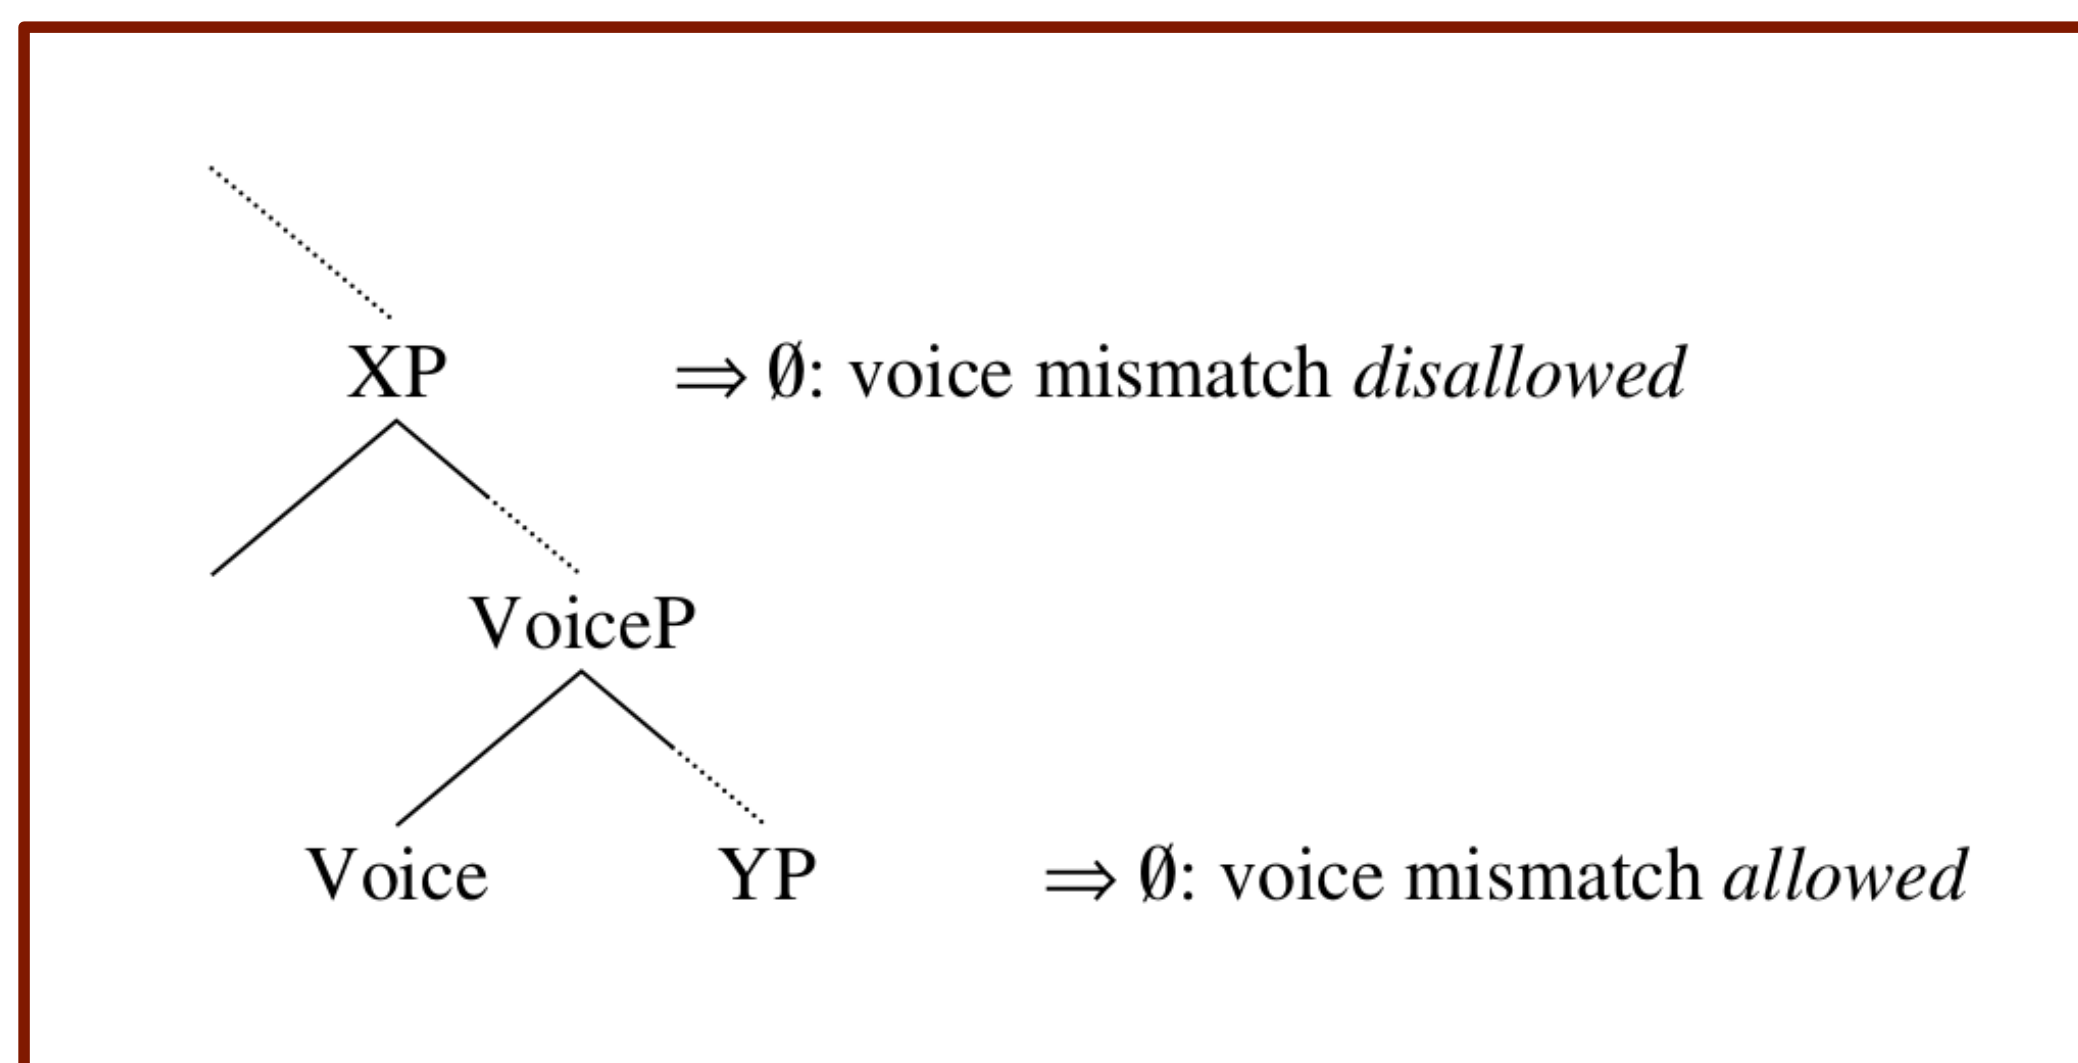 XP ⇒ ∅: voice mismatch disallowed
VoiceP
Voice YP ⇒ ∅: voice mismatch allowed